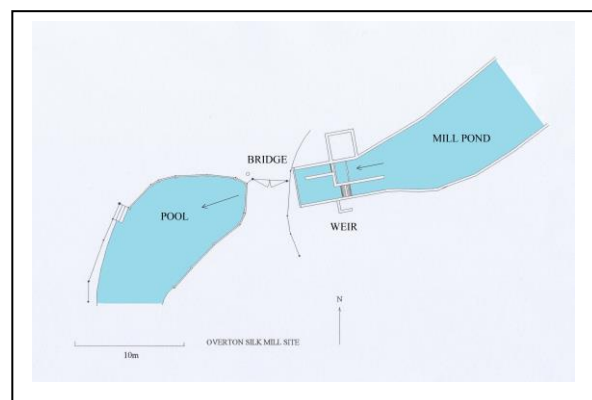 MILL POND
BRIDGE
POOL
WEIR
N
10m
OVERTON SILK MILL SITE